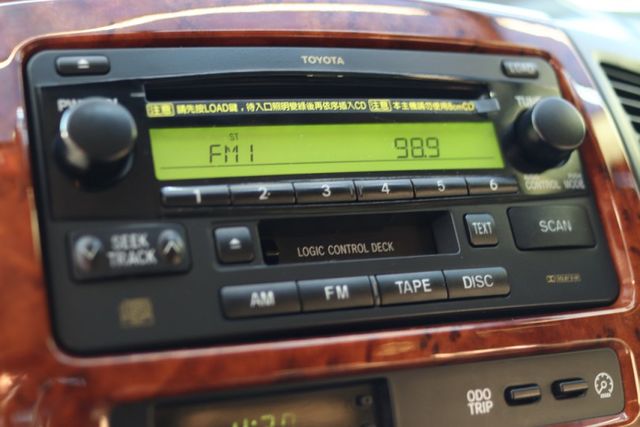 TOYOTA
LOAD
注意 請先按LOAD鍵，待入口照明變綠後再依序插入CD 注意 本主機請勿使用8cmCD
ST
FM1 98.9
1 2 3 4 5 6
CONTROL MODE
SEEK
TRACK
LOGIC CONTROL DECK
TEXT
SCAN
AM FM TAPE DISC
ODO
TRIP